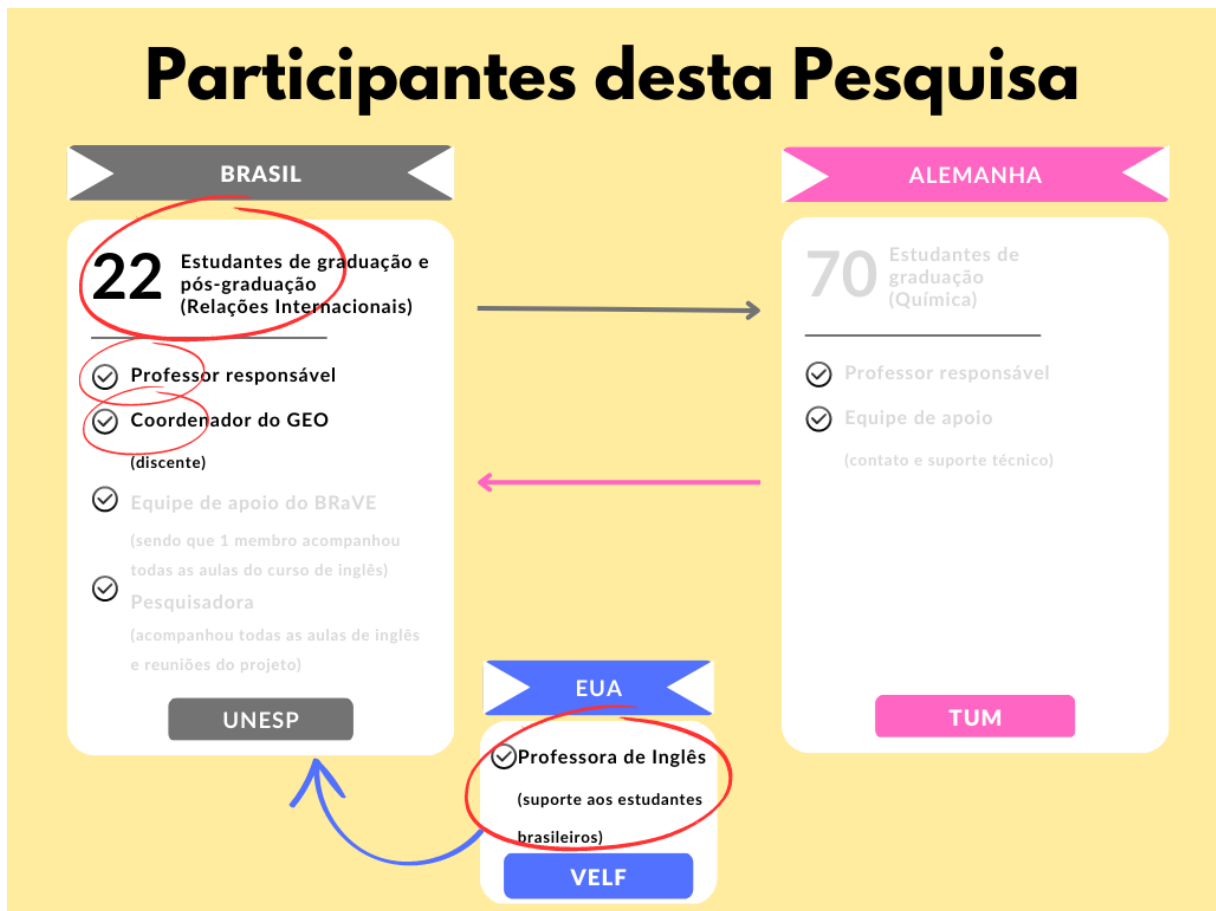 Participantes desta Pesquisa
BRASIL
22
Estudantes de graduação e
pós-graduação
(Relações Internacionais)
Professor responsável
Coordenador do GEO
(discente)
Equipe de apoio do BRaVE
(sendo que 1 membro acompanhou
todas as aulas do curso de inglês)
Pesquisadora
(acompanhou todas as aulas de inglês
e reuniões do projeto)
UNESP
ALEMANHA
70
Estudantes de
graduação
(Química)
Professor responsável
Equipe de apoio
(contato e suporte técnico)
TUM
EUA
Professora de Inglês
(suporte aos estudantes
brasileiros)
VELF